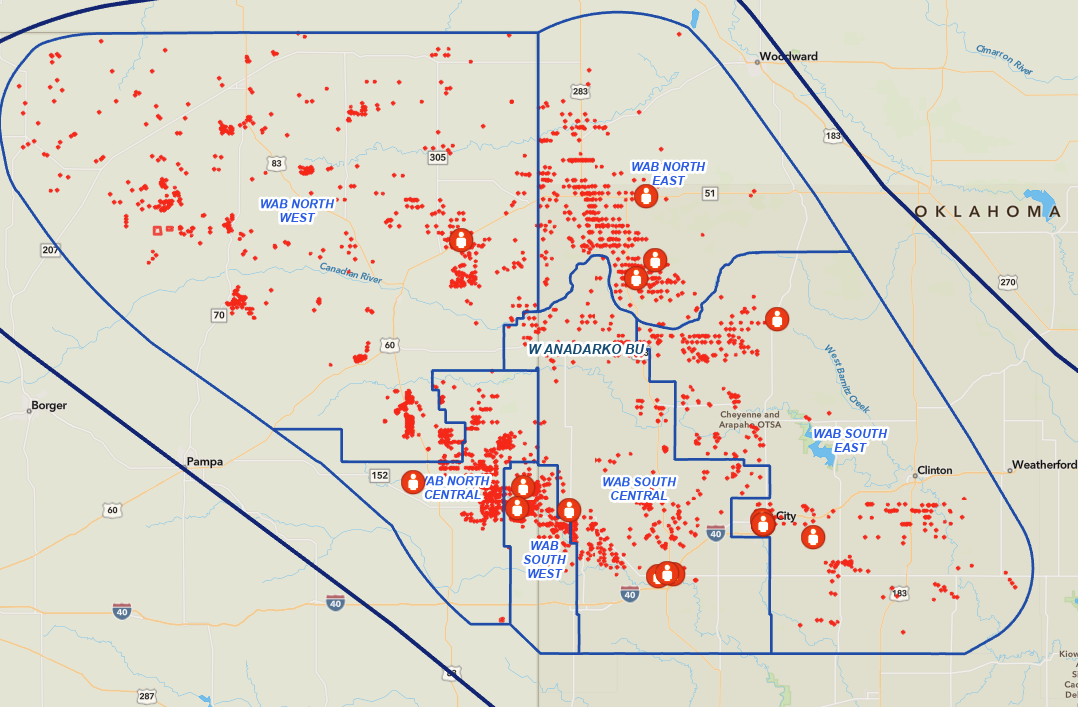 Cimarron River
Woodward
283
183
305
83
WAB NORTH
EAST
51
WAB NORTH
WEST
OKLAHOMA
207
Canadian River
270
70
60
W ANADARKO BU
West Barnitz Creek
Borger
Cheyenne and
Arapaho OTSA
WAB SOUTH
EAST
Pampa
152
WAB NORTH
CENTRAL
WAB SOUTH
CENTRAL
Clinton
Weatherford
60
City
40
WAB
SOUTH
WEST
40
40
40
183
83
287